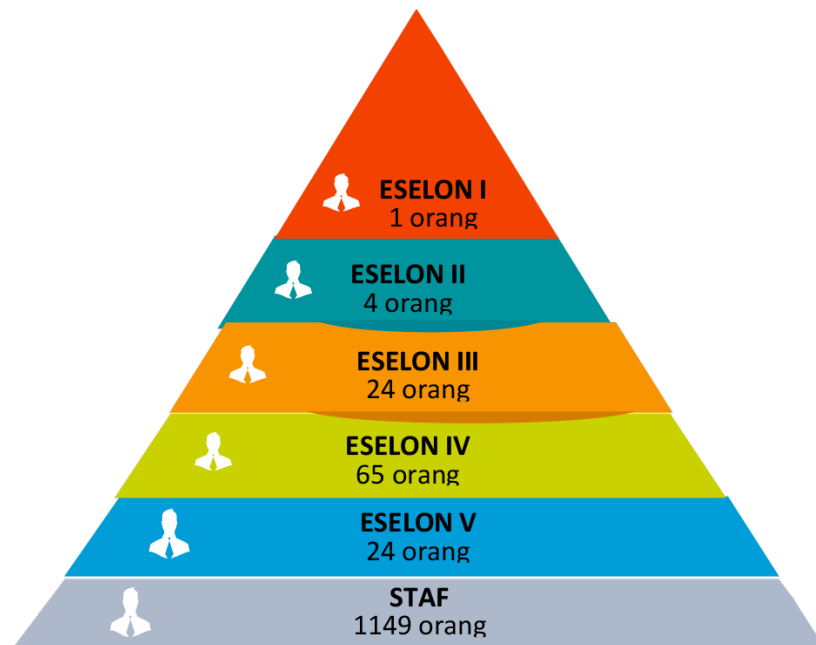 ESELON I
1 orang
ESELON II
4 orang
ESELON III
24 orang
ESELON IV
65 orang
ESELON V
24 orang
STAF
1149 orang